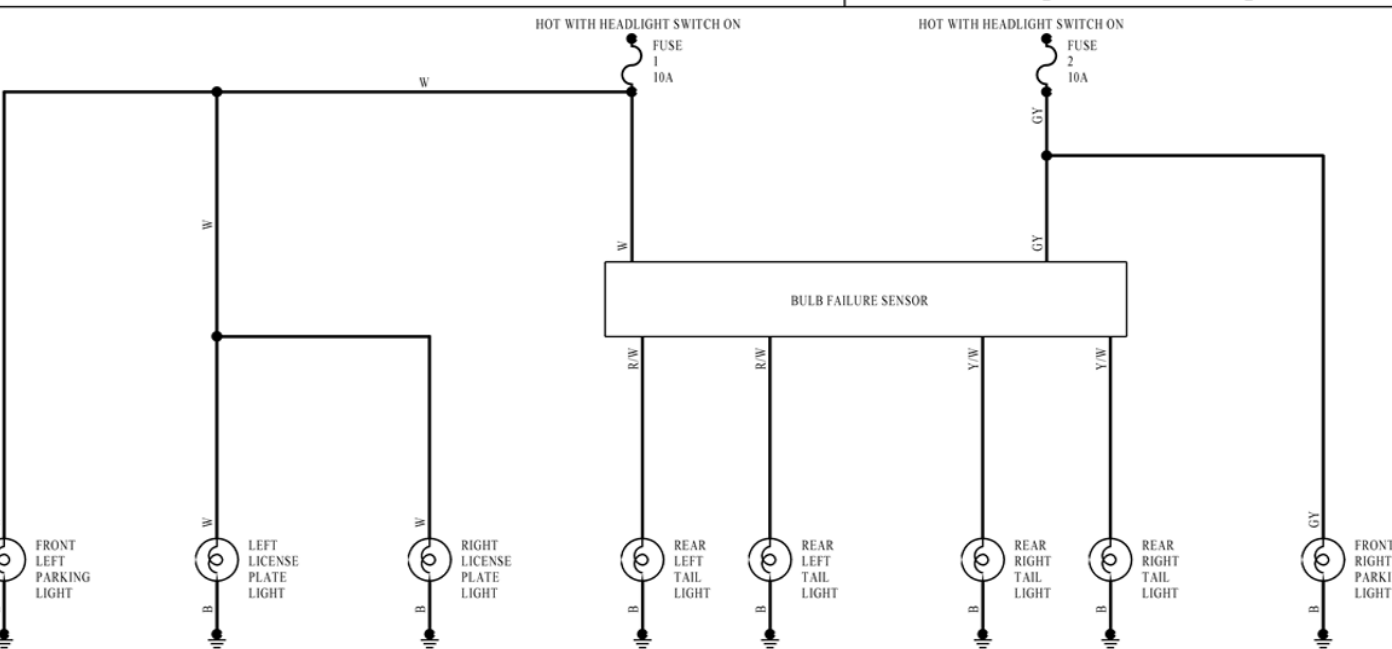 HOT WITH HEADLIGHT SWITCH ON
FUSE
1
10A
HOT WITH HEADLIGHT SWITCH ON
FUSE
2
10A
W
GY
W
W
GY
BULB FAILURE SENSOR
R/W
R/W
Y/W
Y/W
W
W
GY
FRONT
LEFT
PARKING
LIGHT
LEFT
LICENSE
PLATE
LIGHT
RIGHT
LICENSE
PLATE
LIGHT
REAR
LEFT
TAIL
LIGHT
REAR
LEFT
TAIL
LIGHT
REAR
RIGHT
TAIL
LIGHT
REAR
RIGHT
TAIL
LIGHT
FRONT
RIGHT
PARKI
LIGHT
B
B
B
B
B
B
B